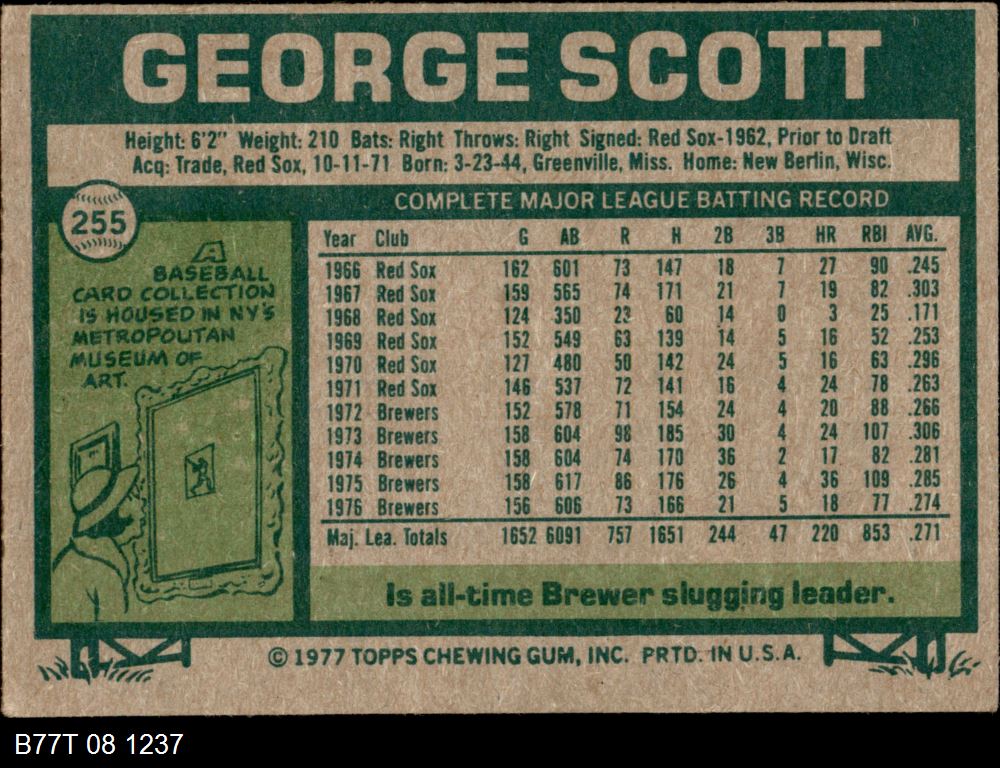 GEORGE SCOTT
Height: 6'2" Weight: 210 Bats: Right Throws: Right Signed: Red Sox-1962, Prior to Draft
Acq: Trade, Red Sox, 10-11-71 Born: 3-23-44, Greenville, Miss. Home: New Berlin, Wisc.
255
A
BASEBALL
CARD COLLECTION
IS HOUSED IN NY'S
METROPOLITAN
MUSEUM OF
ART.
COMPLETE MAJOR LEAGUE BATTING RECORD
Year Club G AB R H 2B 3B HR RBI AVG.
1966 Red Sox 162 601 73 147 18 7 27 90 .245
1967 Red Sox 159 565 74 171 21 7 19 82 .303
1968 Red Sox 124 350 23 60 14 0 3 25 .171
1969 Red Sox 152 549 63 139 14 5 16 52 .253
1970 Red Sox 127 480 50 142 24 5 16 63 .296
1971 Red Sox 146 537 72 141 16 4 24 78 .263
1972 Brewers 152 578 71 154 24 4 20 88 .266
1973 Brewers 158 604 98 185 30 4 24 107 .306
1974 Brewers 158 604 74 170 36 2 17 82 .281
1975 Brewers 158 617 86 176 26 4 36 109 .285
1976 Brewers 156 606 73 166 21 5 18 77 .274
Maj. Lea. Totals 1652 6091 757 1651 244 47 220 853 .271
Is all-time Brewer slugging leader.
© 1977 TOPPS CHEWING GUM, INC. PRTD. IN U.S.A.
B77T 08 1237